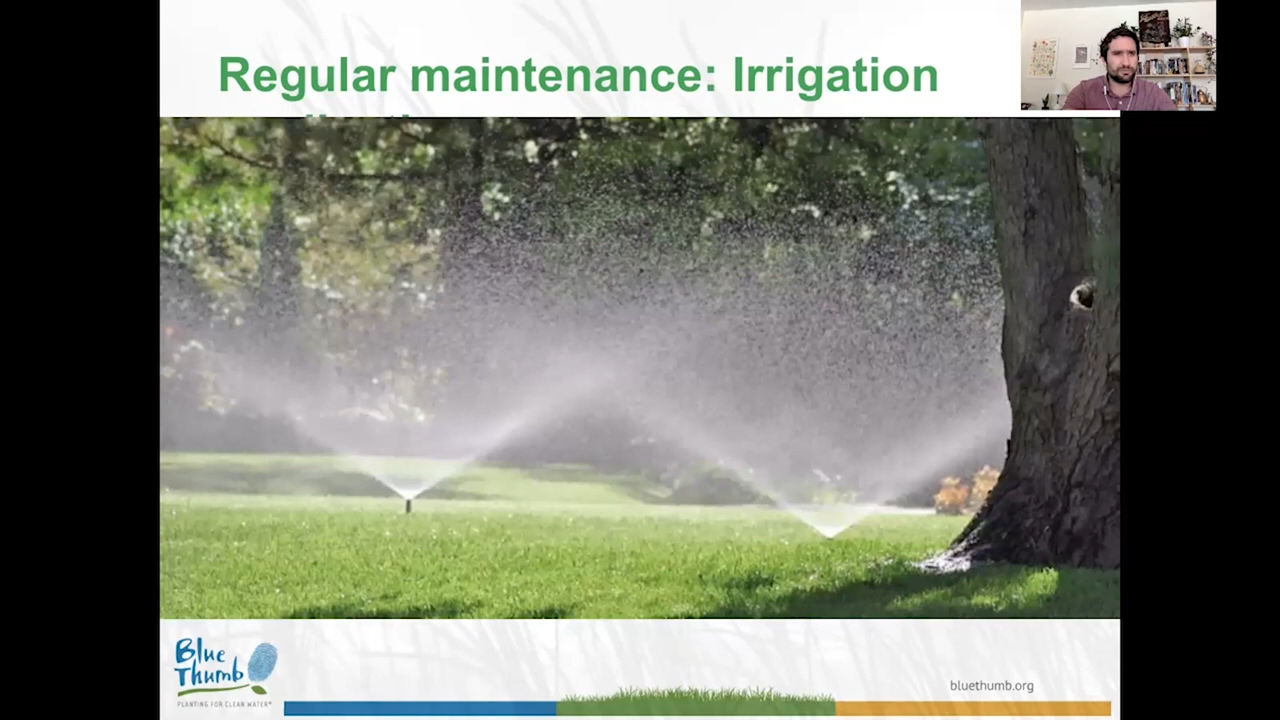 Regular maintenance: Irrigation
Blue
Thumb
PLANTING FOR CLEAN WATER
bluethumb.org